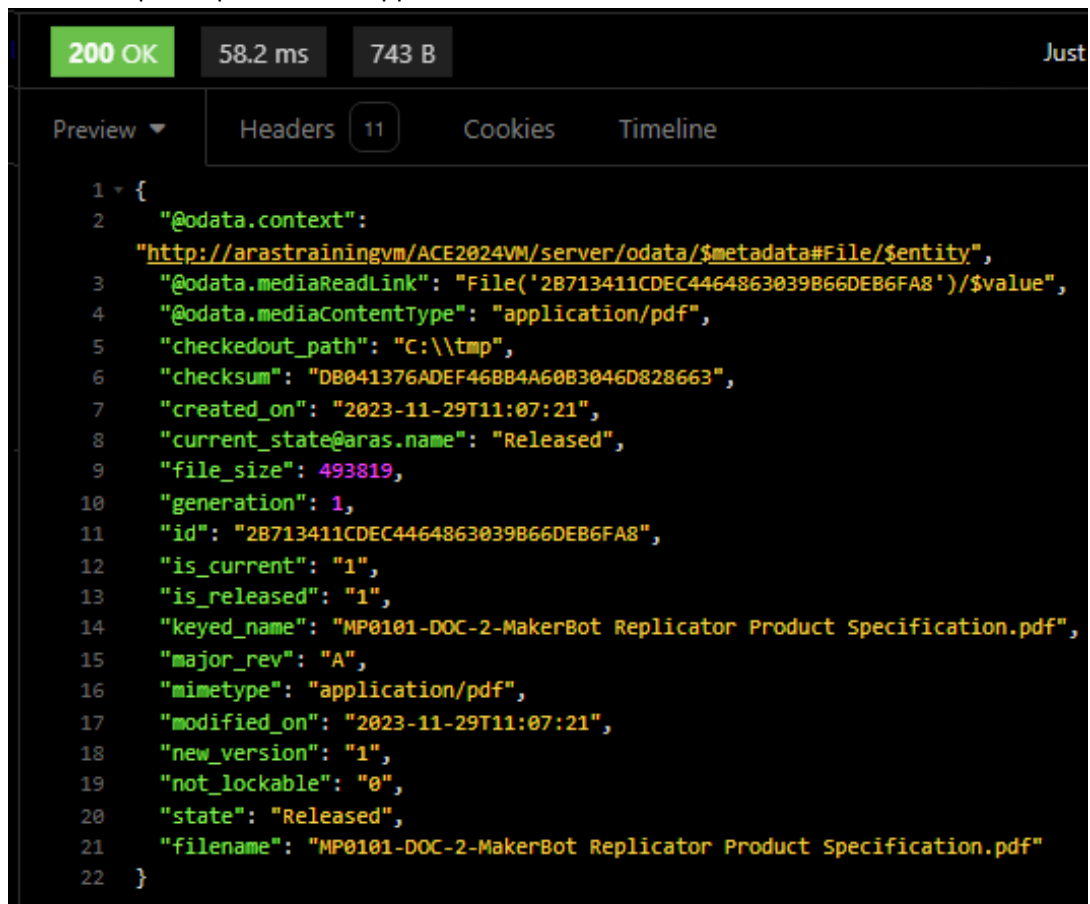 200 OK 58.2 ms 743 B Just
Preview Headers 11 Cookies Timeline
1 {
2 "@odata.context":
"http://arastrainingvm/ACE2024VM/server/odata/$metadata#File/$entity",
3 "@odata.mediaReadLink": "File('2B713411CDEC4464863039B66DEB6FA8')/$value",
4 "@odata.mediaContentType": "application/pdf",
5 "checkedout_path": "C:\\tmp",
6 "checksum": "DB041376ADEF46BB4A60B3046D828663",
7 "created_on": "2023-11-29T11:07:21",
8 "current_state@aras.name": "Released",
9 "file_size": 493819,
10 "generation": 1,
11 "id": "2B713411CDEC4464863039B66DEB6FA8",
12 "is_current": "1",
13 "is_released": "1",
14 "keyed_name": "MP0101-DOC-2-MakerBot Replicator Product Specification.pdf",
15 "major_rev": "A",
16 "mimetype": "application/pdf",
17 "modified_on": "2023-11-29T11:07:21",
18 "new_version": "1",
19 "not_lockable": "0",
20 "state": "Released",
21 "filename": "MP0101-DOC-2-MakerBot Replicator Product Specification.pdf"
22 }